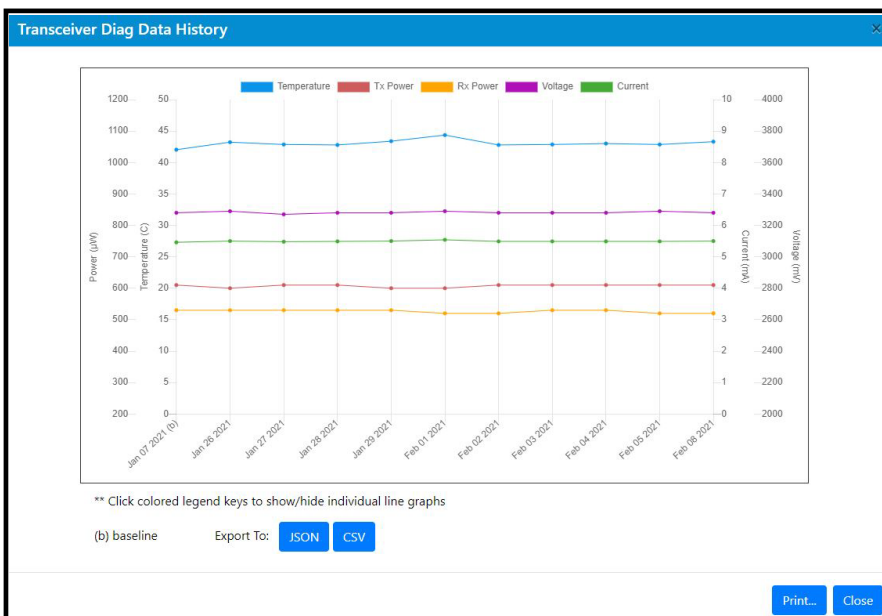 Transceiver Diag Data History
×
Temperature Tx Power Rx Power Voltage Current
1200 50 10 4000
1100 45 9 3800
1000 40 8 3600
900 35 7 3400
800 30 6 3200
700 25 5 3000
600 20 4 2800
500 15 3 2600
400 10 2 2400
300 5 1 2200
200 0 0 2000
Power (µW)
Temperature (C)
Current (mA)
Voltage (mV)
Jan 07 2021 (b)
Jan 26 2021
Jan 27 2021
Jan 28 2021
Jan 29 2021
Feb 01 2021
Feb 02 2021
Feb 03 2021
Feb 04 2021
Feb 05 2021
Feb 08 2021
** Click colored legend keys to show/hide individual line graphs
(b) baseline Export To: JSON CSV
Print... Close